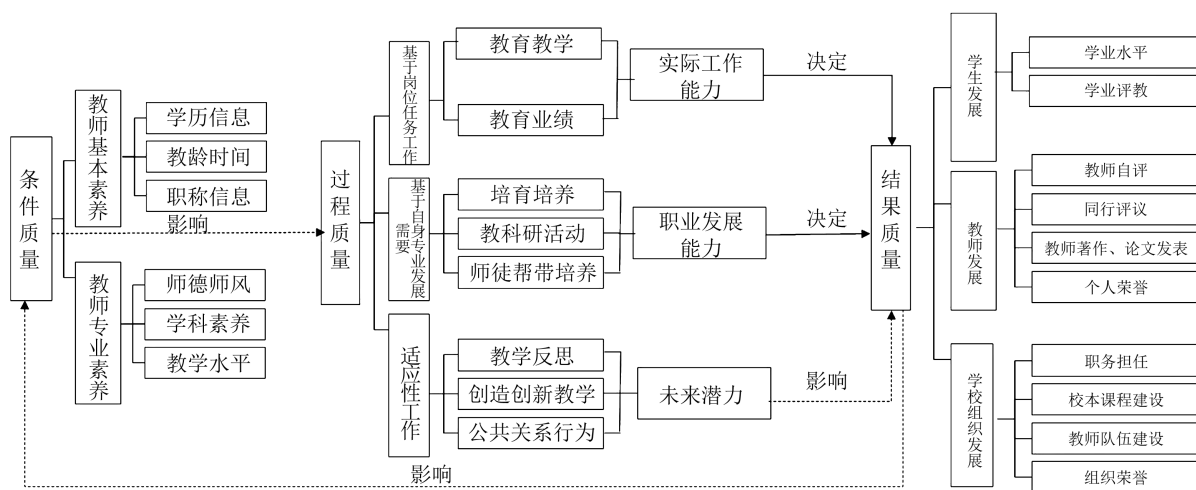 条件质量
教师基本素养
学历信息
教龄时间
职称信息
影响
教师专业素养
师德师风
学科素养
教学水平
过程质量
基于岗位任务工作
教育教学
教育业绩
实际工作
能力
决定
基于自身专业发展
需要
培育培养
教科研活动
师徒帮带培养
职业发展
能力
决定
适应性工作
教学反思
创造创新教学
公共关系行为
未来潜力
影响
结果质量
学生发展
学业水平
学业评教
教师发展
教师自评
同行评议
教师著作、论文发表
个人荣誉
学校组织发展
职务担任
校本课程建设
教师队伍建设
组织荣誉
影响